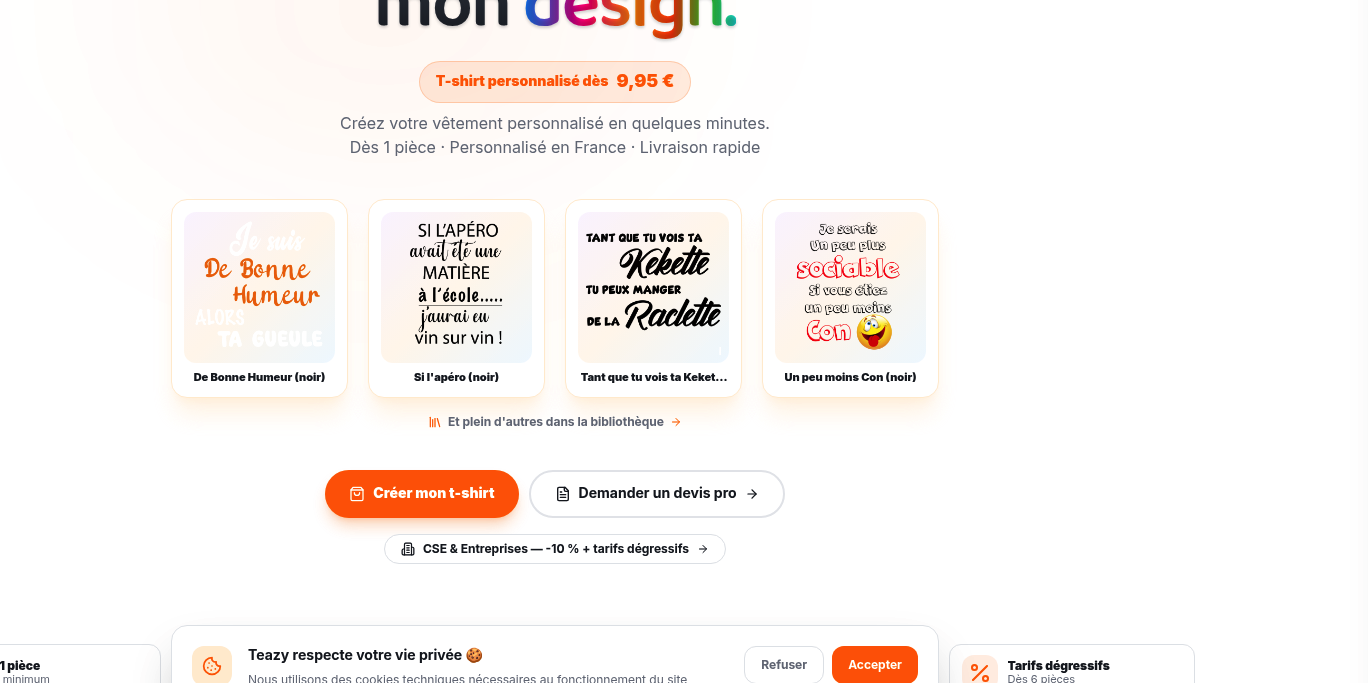 mon design.
T-shirt personnalisé dès 9,95 €
Créez votre vêtement personnalisé en quelques minutes.
Dès 1 pièce · Personnalisé en France · Livraison rapide
Je suis
De Bonne
Humeur
ALORS
TA GUEULE
De Bonne Humeur (noir)
SI L'APÉRO
avait été une
MATIÈRE
à l'école.....
j'aurai eu
vin sur vin !
Si l'apéro (noir)
TANT QUE TU VOIS TA
Kekette
TU PEUX MANGER
DE LA Raclette
Tant que tu vois ta Keket...
Je serais
Un peu plus
sociable
Si vous étiez
un peu moins
Con
Un peu moins Con (noir)
Et plein d'autres dans la bibliothèque
Créer mon t-shirt
Demander un devis pro
CSE & Entreprises — -10 % + tarifs dégressifs
1 pièce
minimum
Teazy respecte votre vie privée 🍪
Nous utilisons des cookies techniques nécessaires au fonctionnement du site
Refuser
Accepter
Tarifs dégressifs
Dès 6 pièces